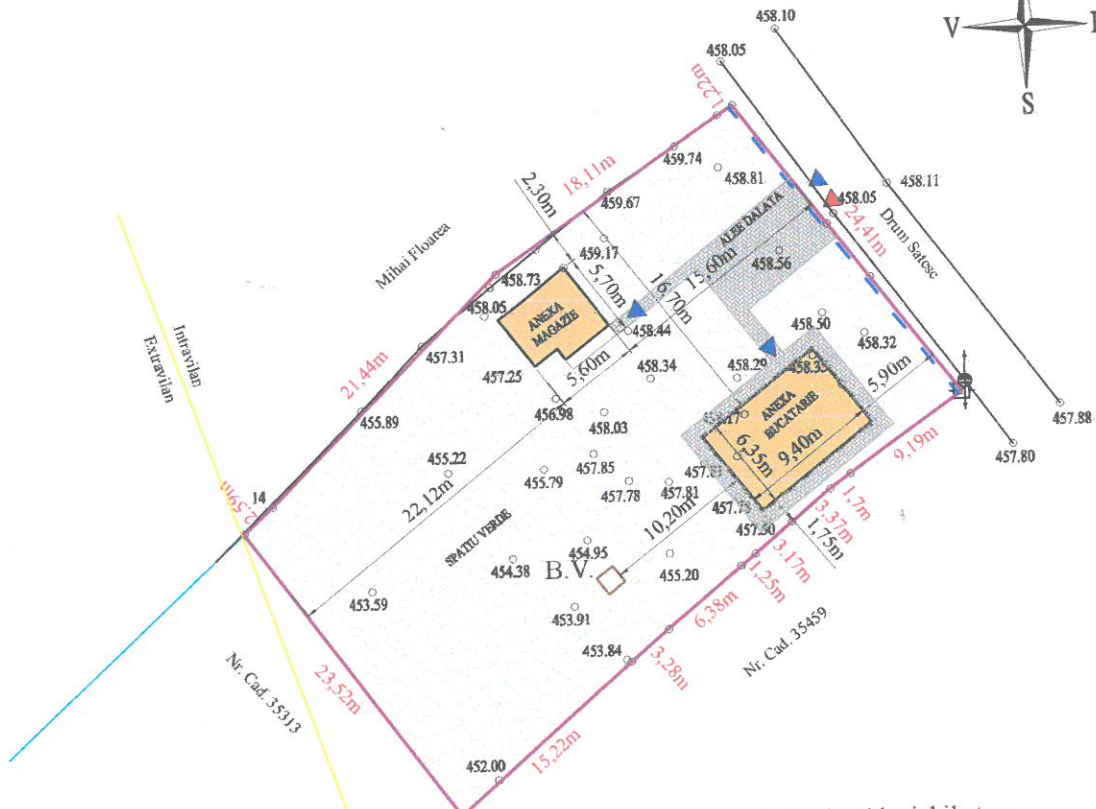 458.10
V
S
458.05
1,22m
459.74
458.81
18,11m
2,30m
459.67
458.11
458.05
24,41m
Drum Satesc
ALEE DALATA
Mihai Floarea
459.17
458.56
15,60m
458.73
5,70m
16,70m
458.05
ANEXA
MAGAZIE
458.44
458.50
458.32
Intravilan
Extravilan
457.31
457.25
5,60m
458.34
458.29
458.33
5,90m
21,44m
456.98
ANEXA
BUCATARIE
457.88
455.89
458.03
6,35m
9,40m
9,19m
457.80
455.22
457.85
455.79
457.78
457.81
1,7m
14
2,59m
22,12m
3.37m
10,20m
457.50
1,75m
SPATIU VERDE
3.17m
454.95
454.38
B.V.
455.20
1,25m
453.59
453.91
6,38m
453.84
3,28m
Nr. Cad. 35459
Nr. Cad. 35313
23,52m
452.00
15,22m